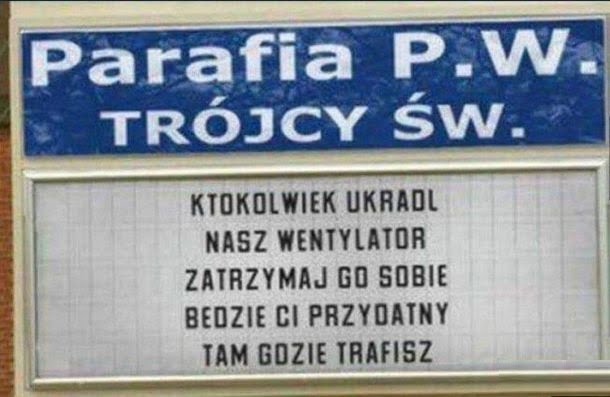 Parafia P.W.
TRÓJCY ŚW.
KTOKOLWIEK UKRADL
NASZ WENTYLATOR
ZATRZYMAJ GO SOBIE
BEDZIE CI PRZYDATNY
TAM GDZIE TRAFISZ